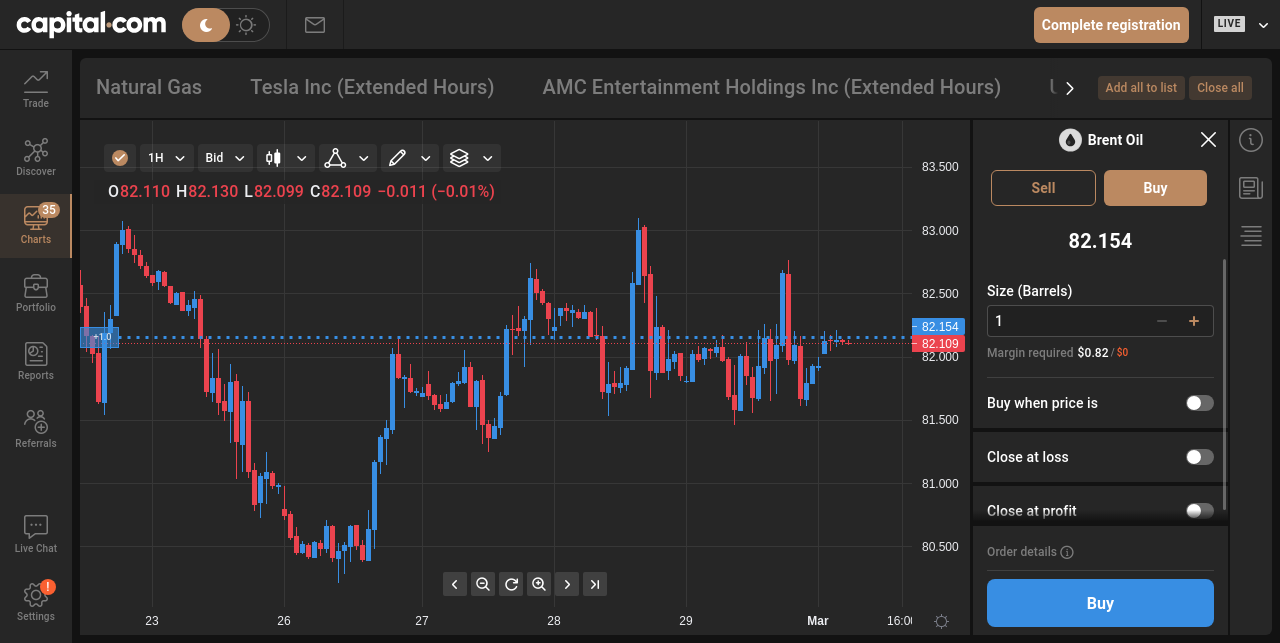 capital.com
Complete registration
LIVE
Trade
Discover
35
Charts
Portfolio
Reports
Referrals
Live Chat
!
Settings
Natural Gas
Tesla Inc (Extended Hours)
AMC Entertainment Holdings Inc (Extended Hours)
Add all to list
Close all
1H
Bid
O82.110 H82.130 L82.099 C82.109 −0.011 (−0.01%)
+1.0
83.500
83.000
82.500
82.154
82.109
82.000
81.500
81.000
80.500
23
26
27
28
29
Mar
16:00
Brent Oil
Sell
Buy
82.154
Size (Barrels)
1
Margin required $0.82 / $0
Buy when price is
Close at loss
Close at profit
Order details
Buy